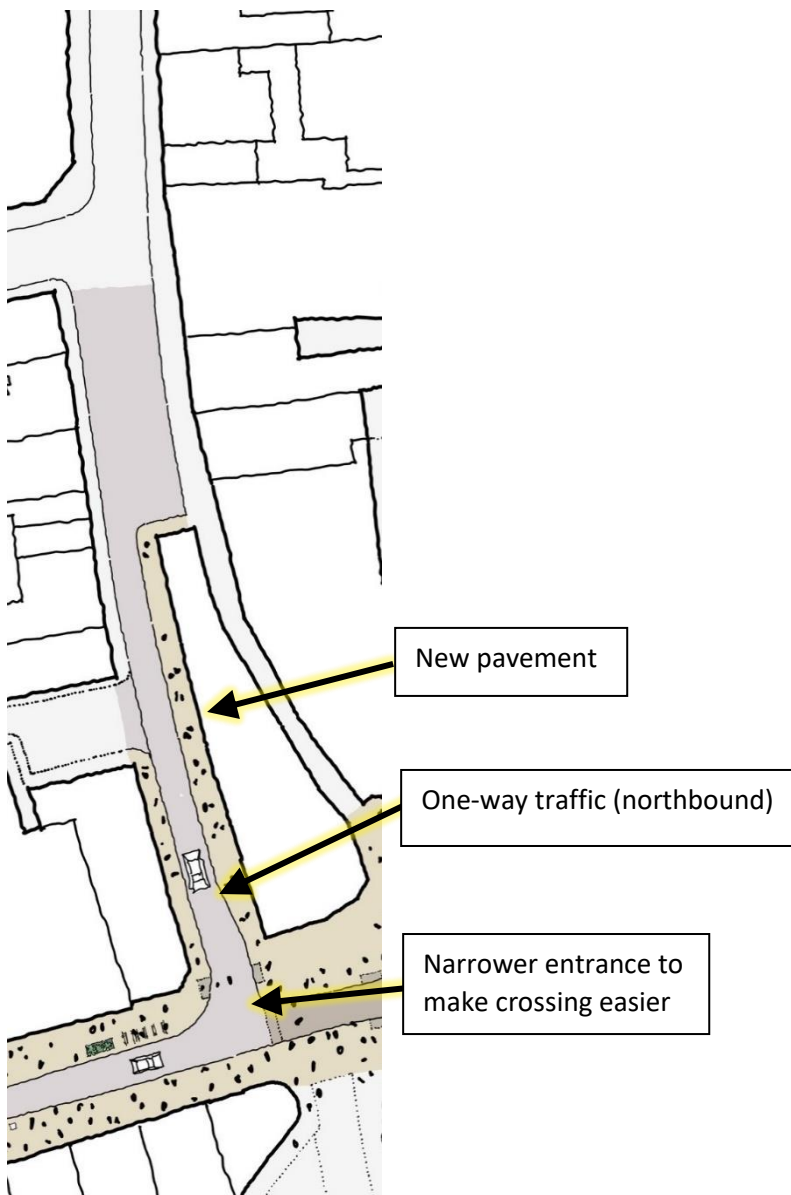 New pavement
One-way traffic (northbound)
Narrower entrance to
make crossing easier